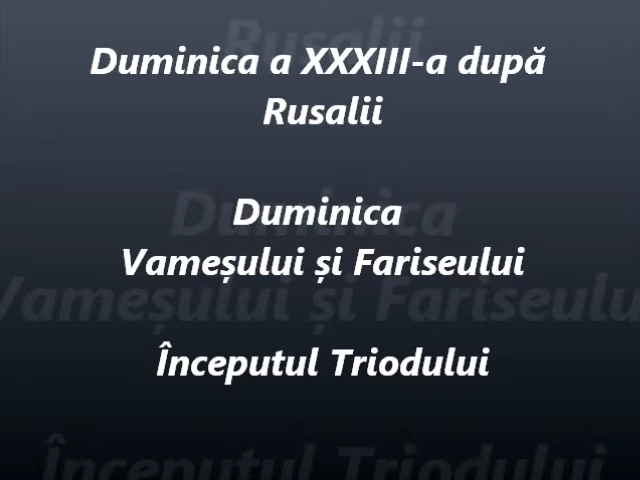 Duminica a XXXIII-a după
Rusalii
Duminica
Vameșului și Fariseului
Începutul Triodului